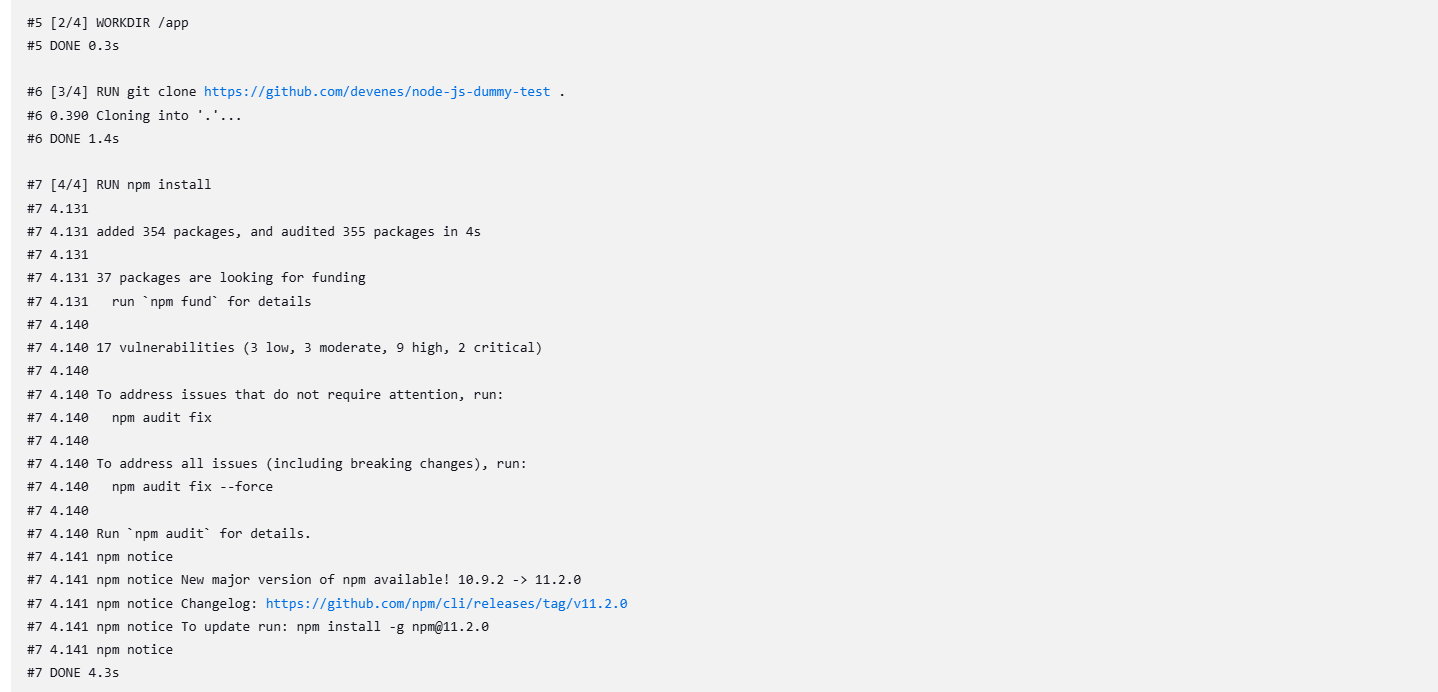 #5 [2/4] WORKDIR /app
#5 DONE 0.3s
#6 [3/4] RUN git clone https://github.com/devenes/node-js-dummy-test .
#6 0.390 Cloning into '.'...
#6 DONE 1.4s
#7 [4/4] RUN npm install
#7 4.131
#7 4.131 added 354 packages, and audited 355 packages in 4s
#7 4.131
#7 4.131 37 packages are looking for funding
#7 4.131   run `npm fund` for details
#7 4.140
#7 4.140 17 vulnerabilities (3 low, 3 moderate, 9 high, 2 critical)
#7 4.140
#7 4.140 To address issues that do not require attention, run:
#7 4.140   npm audit fix
#7 4.140
#7 4.140 To address all issues (including breaking changes), run:
#7 4.140   npm audit fix --force
#7 4.140
#7 4.140 Run `npm audit` for details.
#7 4.141 npm notice
#7 4.141 npm notice New major version of npm available! 10.9.2 -> 11.2.0
#7 4.141 npm notice Changelog: https://github.com/npm/cli/releases/tag/v11.2.0
#7 4.141 npm notice To update run: npm install -g npm@11.2.0
#7 4.141 npm notice
#7 DONE 4.3s